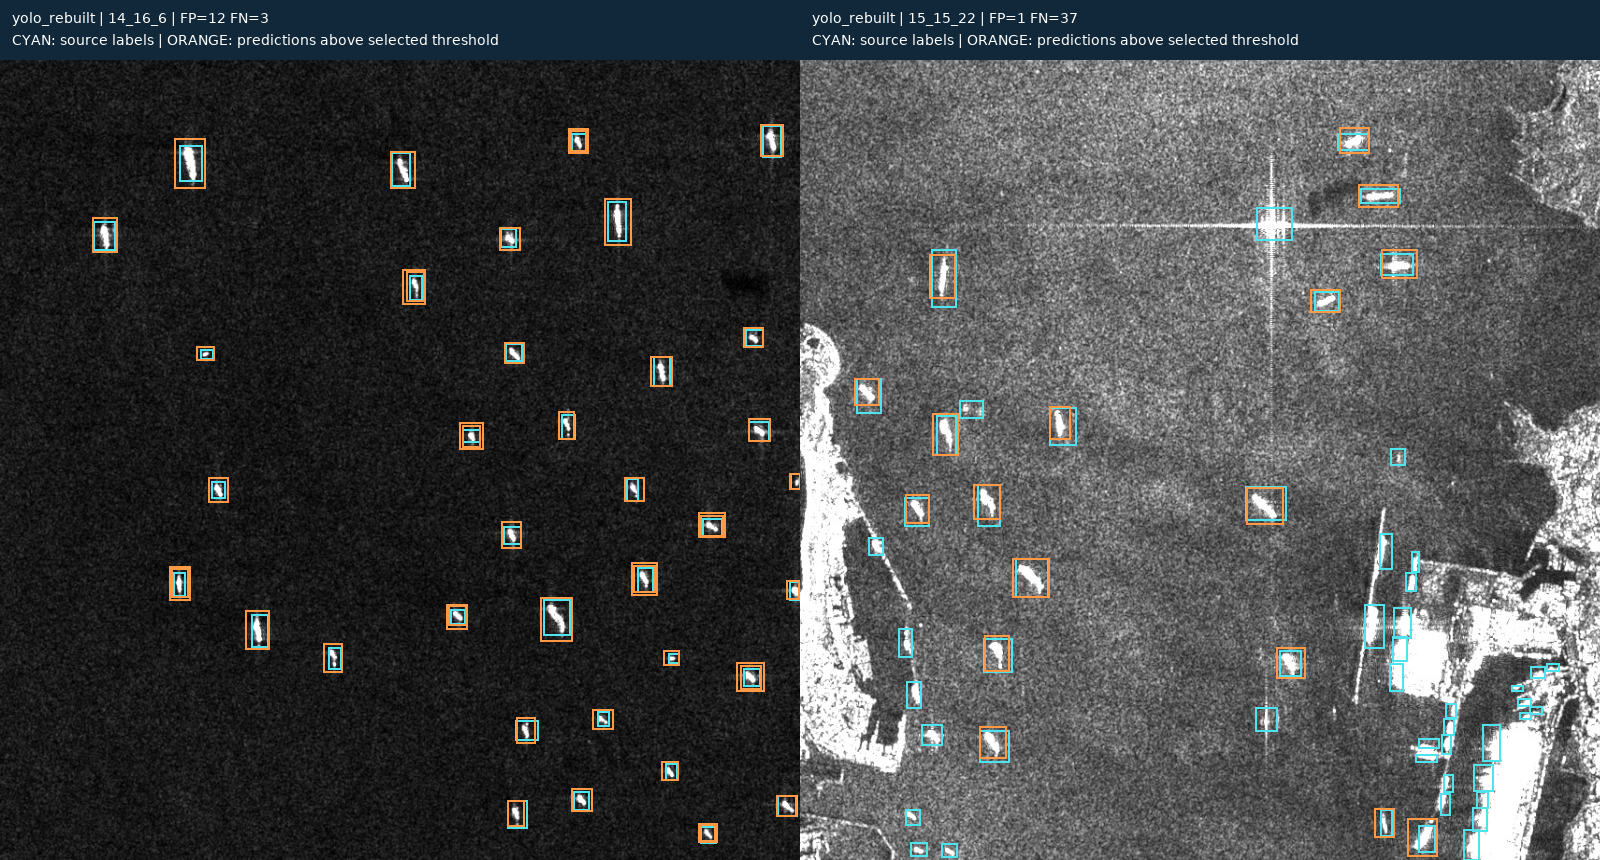 yolo_rebuilt | 14_16_6 | FP=12 FN=3
CYAN: source labels | ORANGE: predictions above selected threshold
yolo_rebuilt | 15_15_22 | FP=1 FN=37
CYAN: source labels | ORANGE: predictions above selected threshold